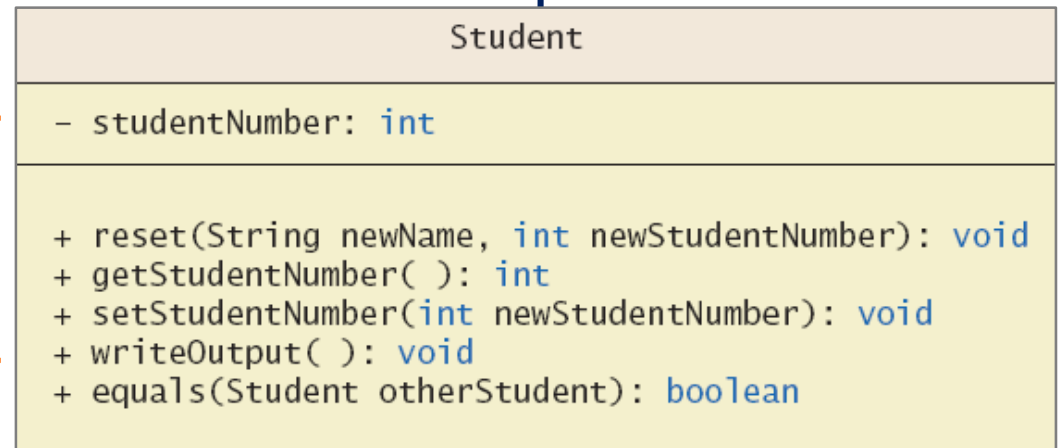 Student
- studentNumber: int
+ reset(String newName, int newStudentNumber): void
+ getStudentNumber( ): int
+ setStudentNumber(int newStudentNumber): void
+ writeOutput( ): void
+ equals(Student otherStudent): boolean